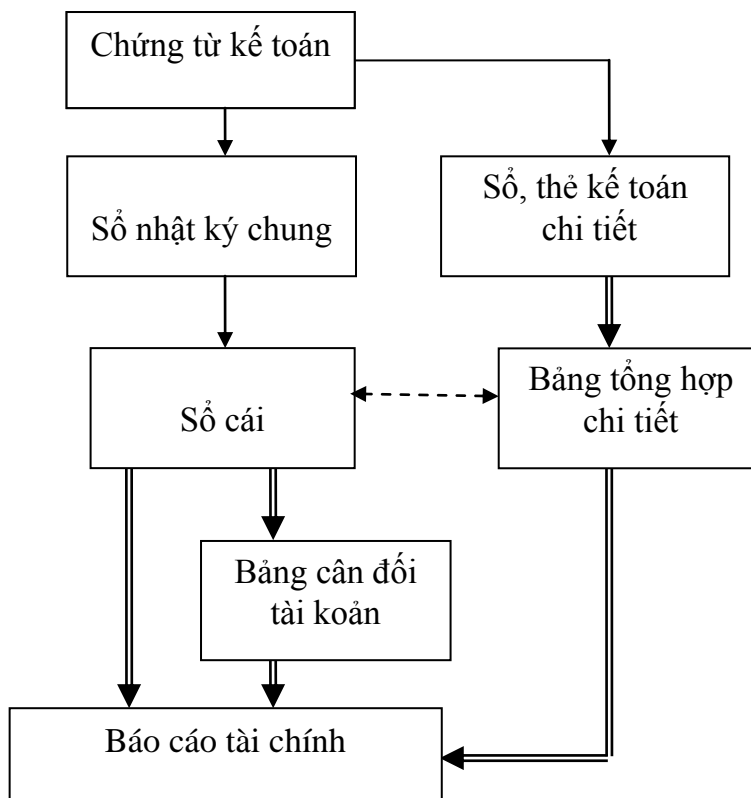 Chứng từ kế toán
Sổ nhật ký chung
Sổ, thẻ kế toán
chi tiết
Sổ cái
Bảng tổng hợp
chi tiết
Bảng cân đối
tài koản
Báo cáo tài chính